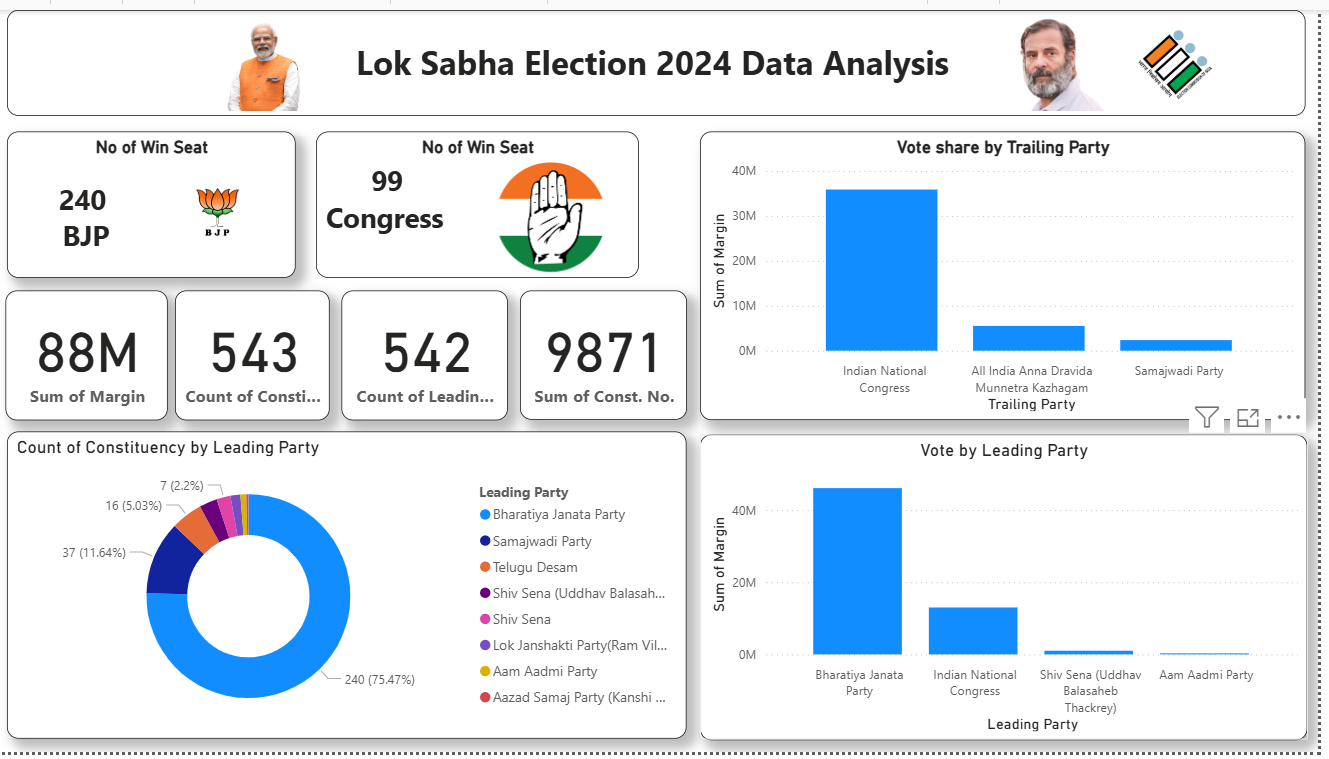 Lok Sabha Election 2024 Data Analysis
No of Win Seat
240
BJP
BJP
No of Win Seat
99
Congress
88M
Sum of Margin
543
Count of Consti...
542
Count of Leadin...
9871
Sum of Const. No.
Vote share by Trailing Party
Sum of Margin
40M
30M
20M
10M
0M
Indian National
Congress
All India Anna Dravida
Munnetra Kazhagam
Samajwadi Party
Trailing Party
Count of Constituency by Leading Party
7 (2.2%)
16 (5.03%)
37 (11.64%)
240 (75.47%)
Leading Party
Bharatiya Janata Party
Samajwadi Party
Telugu Desam
Shiv Sena (Uddhav Balasah...
Shiv Sena
Lok Janshakti Party(Ram Vil...
Aam Aadmi Party
Aazad Samaj Party (Kanshi ...
Vote by Leading Party
Sum of Margin
40M
20M
0M
Bharatiya Janata
Party
Indian National
Congress
Shiv Sena (Uddhav
Balasaheb
Thackrey)
Aam Aadmi Party
Leading Party